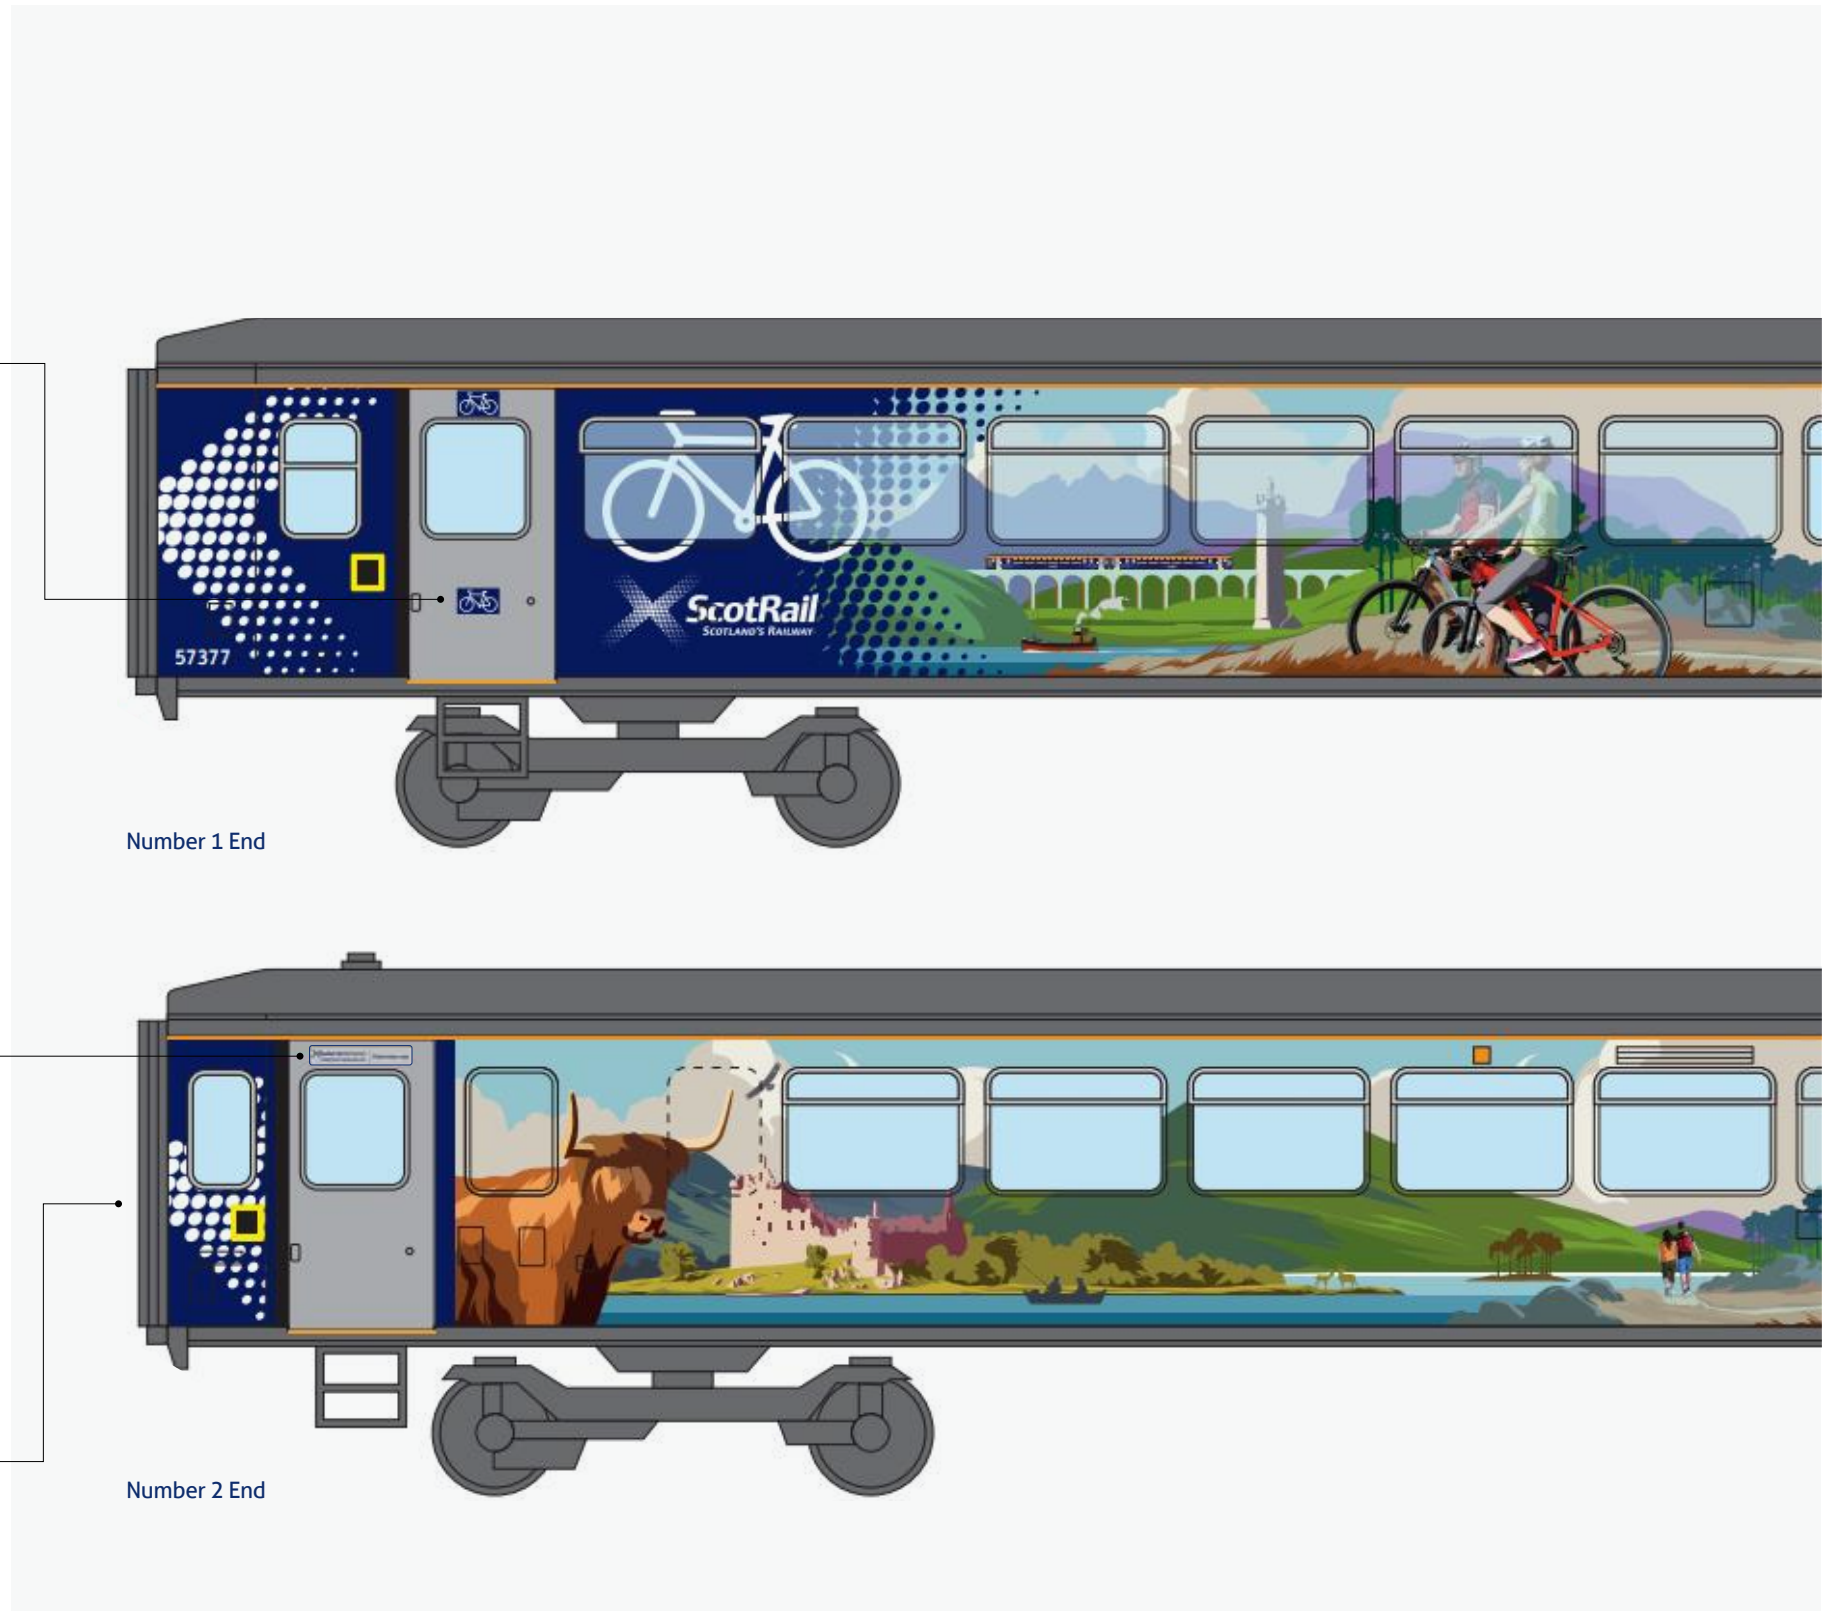 57377
ScotRail
SCOTLAND'S RAILWAY
Number 1 End
Number 2 End